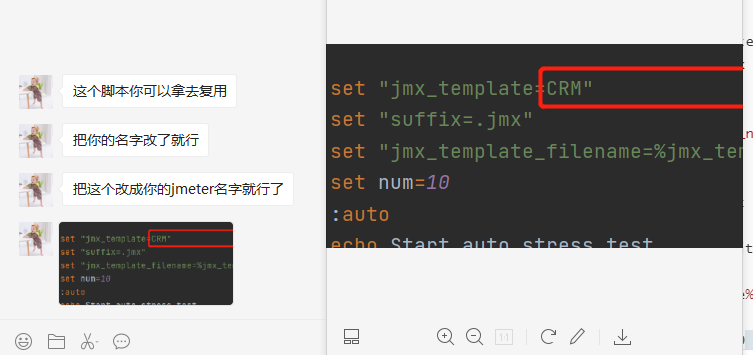 这个脚本你可以拿去复用
把你的名字改了就行
把这个改成你的jmeter名字就行了
set "jmx_template=CRM"
set "suffix=.jmx"
set "jmx_template_filename=%jmx_te
set num=10
:auto
echo Start auto stress test
set "jmx_template=CRM"
set "suffix=.jmx"
set "jmx_template_filename=%jmx_tem
set num=10
:auto
echo Start auto stress test
1:1